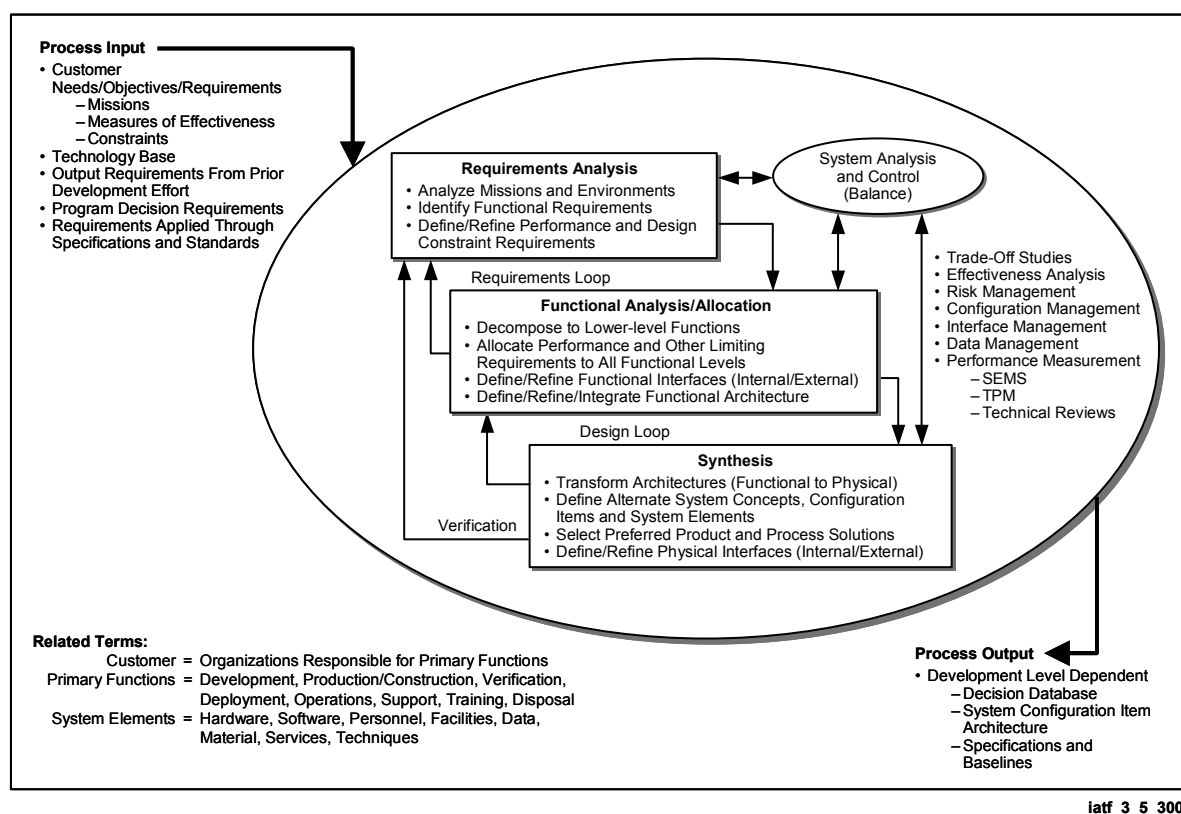 Process Input
• Customer
Needs/Objectives/Requirements
– Missions
– Measures of Effectiveness
– Constraints
• Technology Base
• Output Requirements From Prior
Development Effort
• Program Decision Requirements
• Requirements Applied Through
Specifications and Standards
Requirements Analysis
• Analyze Missions and Environments
• Identify Functional Requirements
• Define/Refine Performance and Design
Constraint Requirements
System Analysis
and Control
(Balance)
Requirements Loop
• Trade-Off Studies
• Effectiveness Analysis
• Risk Management
• Configuration Management
• Interface Management
• Data Management
• Performance Measurement
– SEMS
– TPM
– Technical Reviews
Functional Analysis/Allocation
• Decompose to Lower-level Functions
• Allocate Performance and Other Limiting
Requirements to All Functional Levels
• Define/Refine Functional Interfaces (Internal/External)
• Define/Refine/Integrate Functional Architecture
Design Loop
Synthesis
• Transform Architectures (Functional to Physical)
• Define Alternate System Concepts, Configuration
Items and System Elements
• Select Preferred Product and Process Solutions
• Define/Refine Physical Interfaces (Internal/External)
Verification
Related Terms:
Customer = Organizations Responsible for Primary Functions
Primary Functions = Development, Production/Construction, Verification,
Deployment, Operations, Support, Training, Disposal
System Elements = Hardware, Software, Personnel, Facilities, Data,
Material, Services, Techniques
Process Output
• Development Level Dependent
– Decision Database
– System Configuration Item
Architecture
– Specifications and
Baselines
iatf_3_5_300